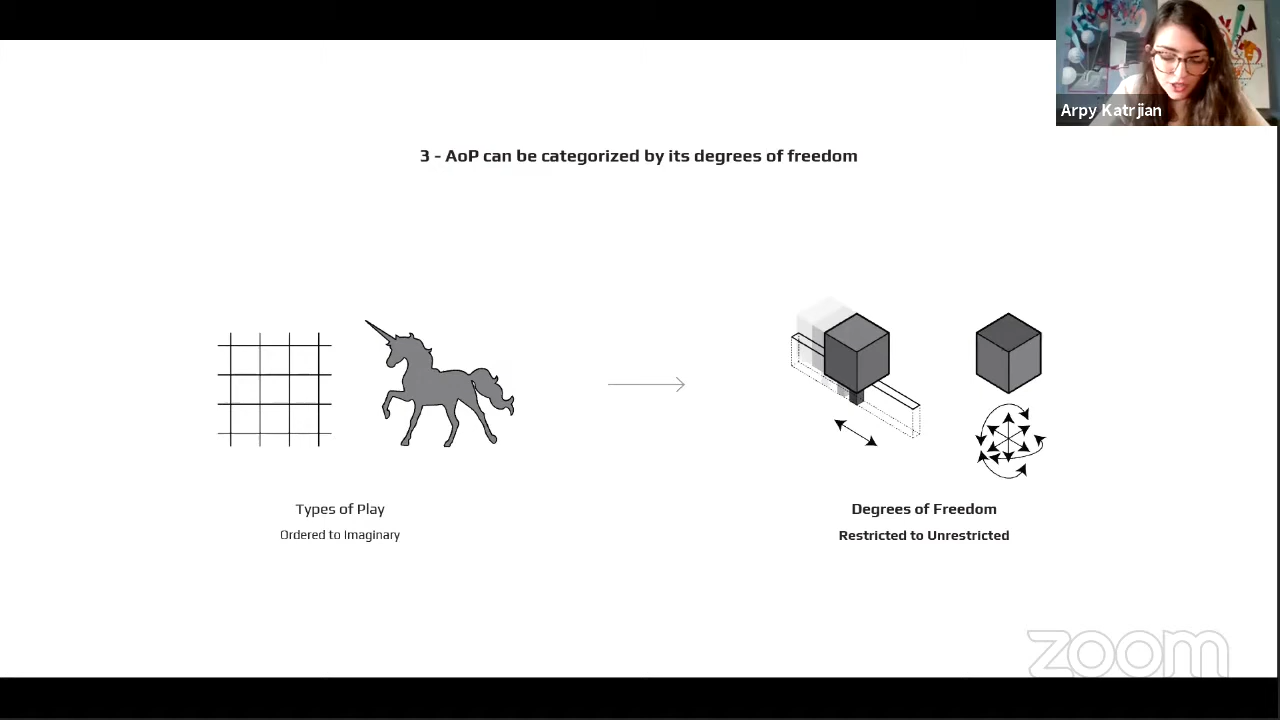 Arpy Katrjian
3 - AoP can be categorized by its degrees of freedom
Types of Play
Ordered to Imaginary
Degrees of Freedom
Restricted to Unrestricted
zoom